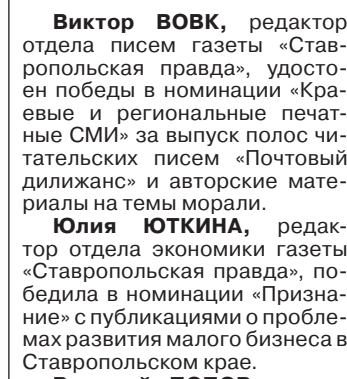 Виктор ВОВК, редактор
отдела писем газеты «Став-
ропольская правда», удосто-
ен победы в номинации «Кра-
евые и региональные печат-
ные СМИ» за выпуск полос чи-
тательских писем «Почтовый
дилижанс» и авторские мате-
риалы на темы морали.
Юлия ЮТКИНА, редак-
тор отдела экономики газеты
«Ставропольская правда», по-
бедила в номинации «Призна-
ние» с публикациями о пробле-
мах развития малого бизнеса в
Ставропольском крае.